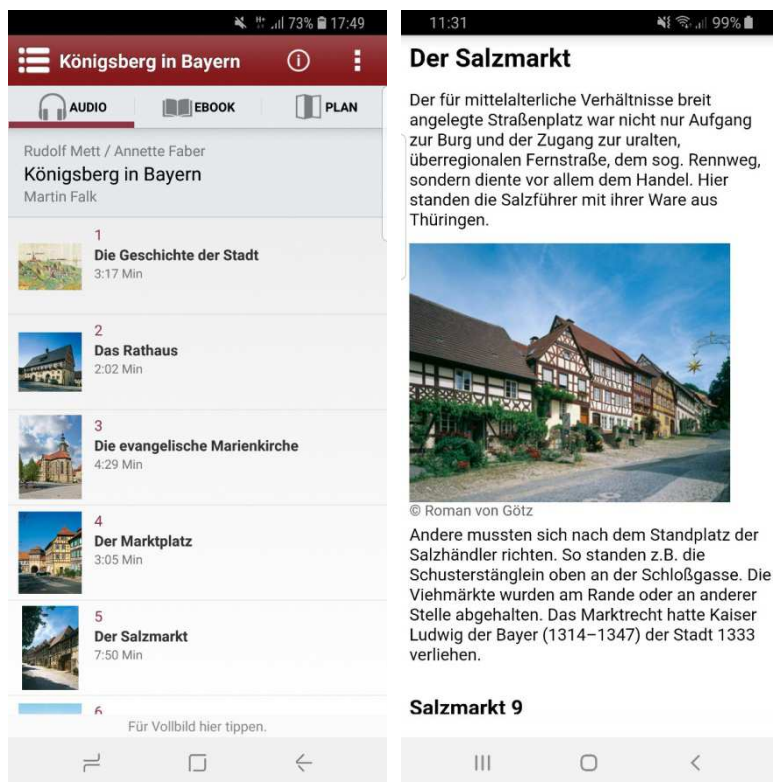 73% 17:49
Königsberg in Bayern
AUDIO
EBOOK
PLAN
Rudolf Mett / Annette Faber
Königsberg in Bayern
Martin Falk
1
Die Geschichte der Stadt
3:17 Min
2
Das Rathaus
2:02 Min
3
Die evangelische Marienkirche
4:29 Min
4
Der Marktplatz
3:05 Min
5
Der Salzmarkt
7:50 Min
6
Für Vollbild hier tippen.
11:31 99%
Der Salzmarkt
Der für mittelalterliche Verhältnisse breit
angelegte Straßenplatz war nicht nur Aufgang
zur Burg und der Zugang zur uralten,
überregionalen Fernstraße, dem sog. Rennweg,
sondern diente vor allem dem Handel. Hier
standen die Salzführer mit ihrer Ware aus
Thüringen.
© Roman von Götz
Andere mussten sich nach dem Standplatz der
Salzhändler richten. So standen z.B. die
Schusterstänglein oben an der Schloßgasse. Die
Viehmärkte wurden am Rande oder an anderer
Stelle abgehalten. Das Marktrecht hatte Kaiser
Ludwig der Bayer (1314–1347) der Stadt 1333
verliehen.
Salzmarkt 9